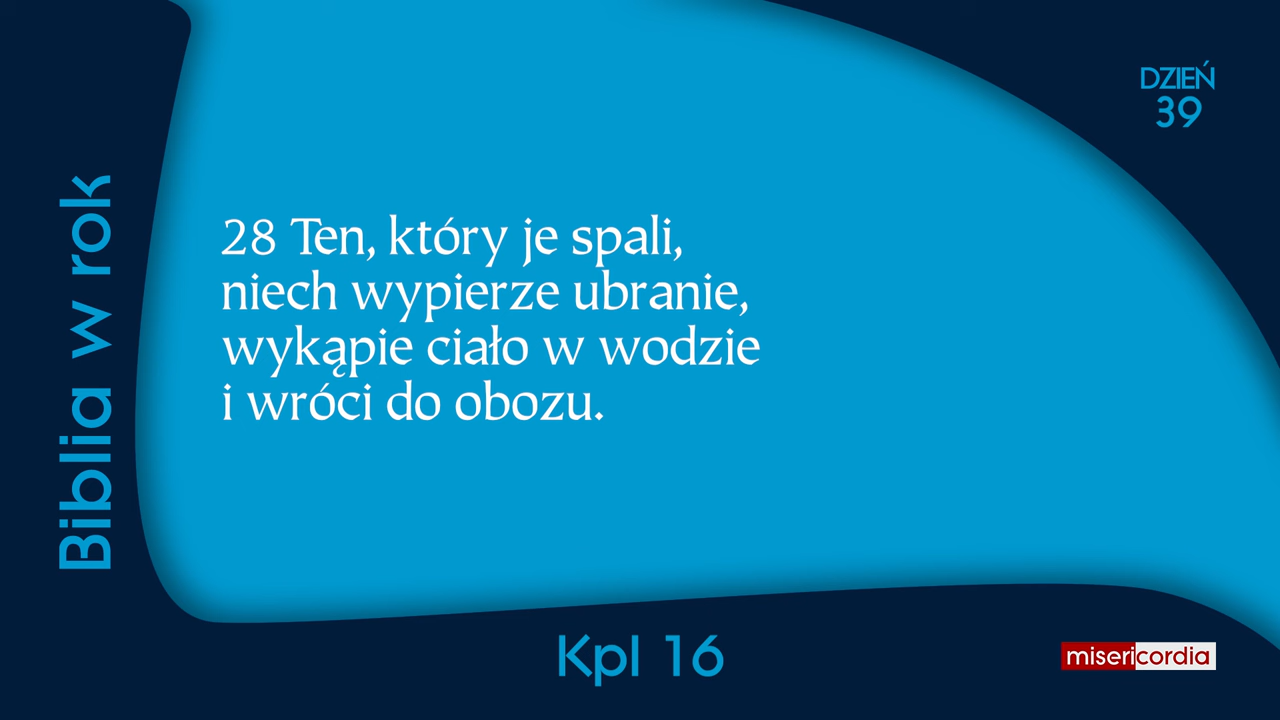 DZIEŃ
39
Biblia w rok
28 Ten, który je spali,
niech wypierze ubranie,
wykąpie ciało w wodzie
i wróci do obozu.
Kpl 16
misericordia